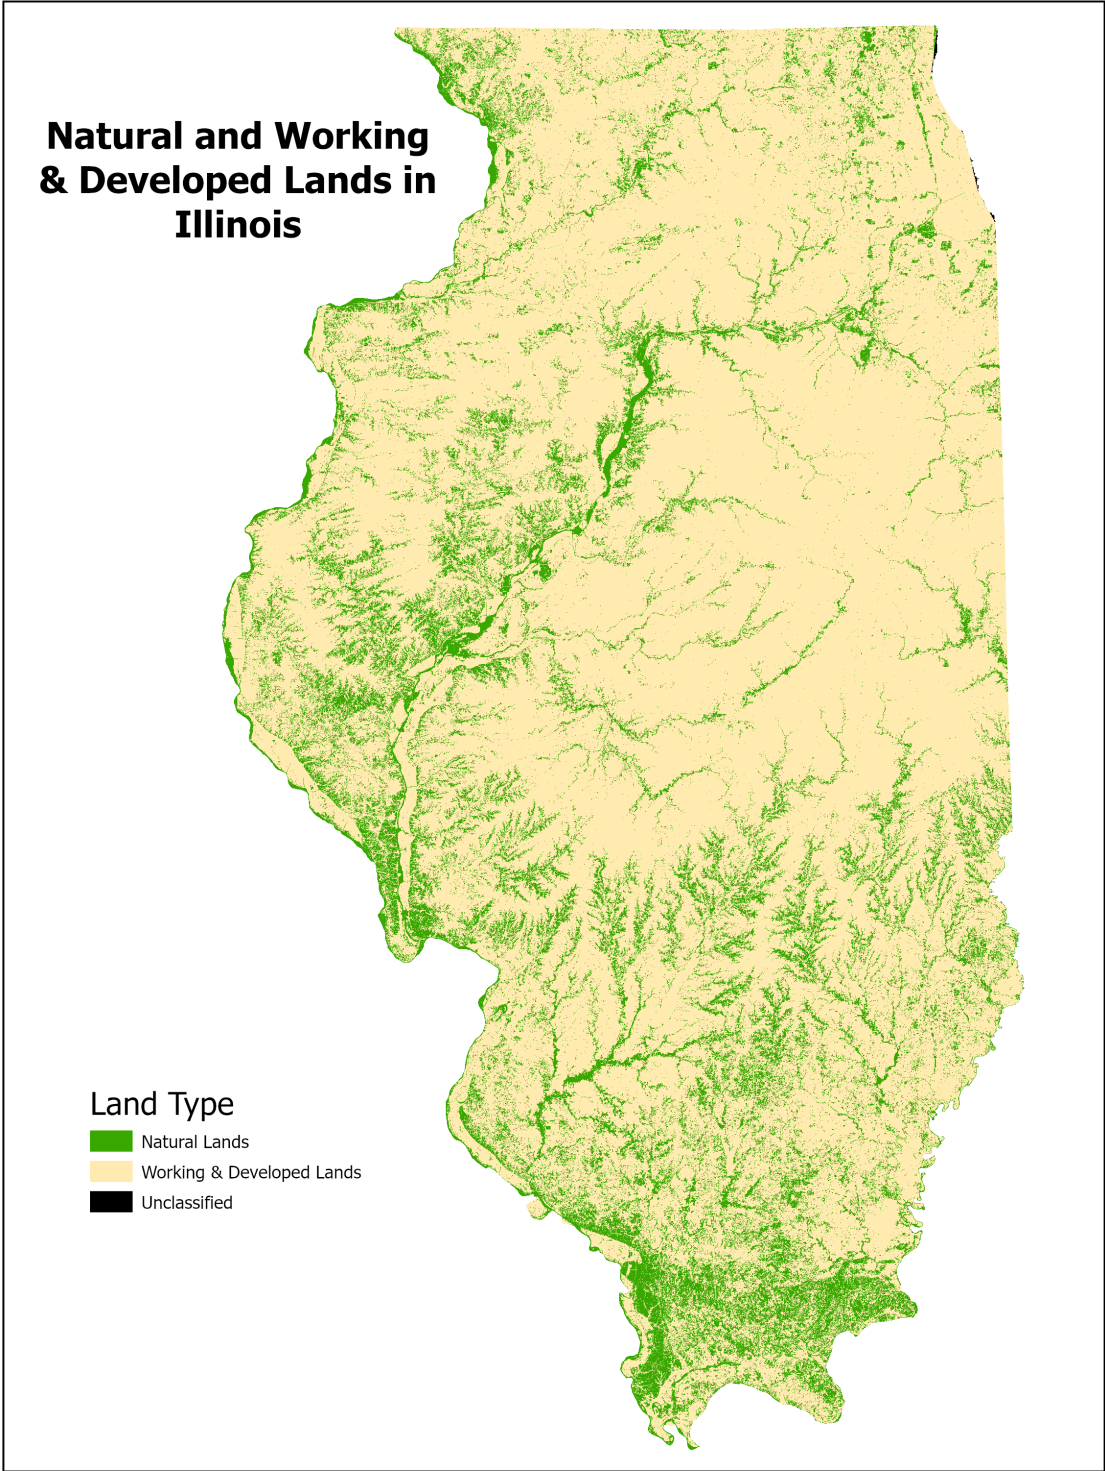 Natural and Working
& Developed Lands in
Illinois
Land Type
Natural Lands
Working & Developed Lands
Unclassified